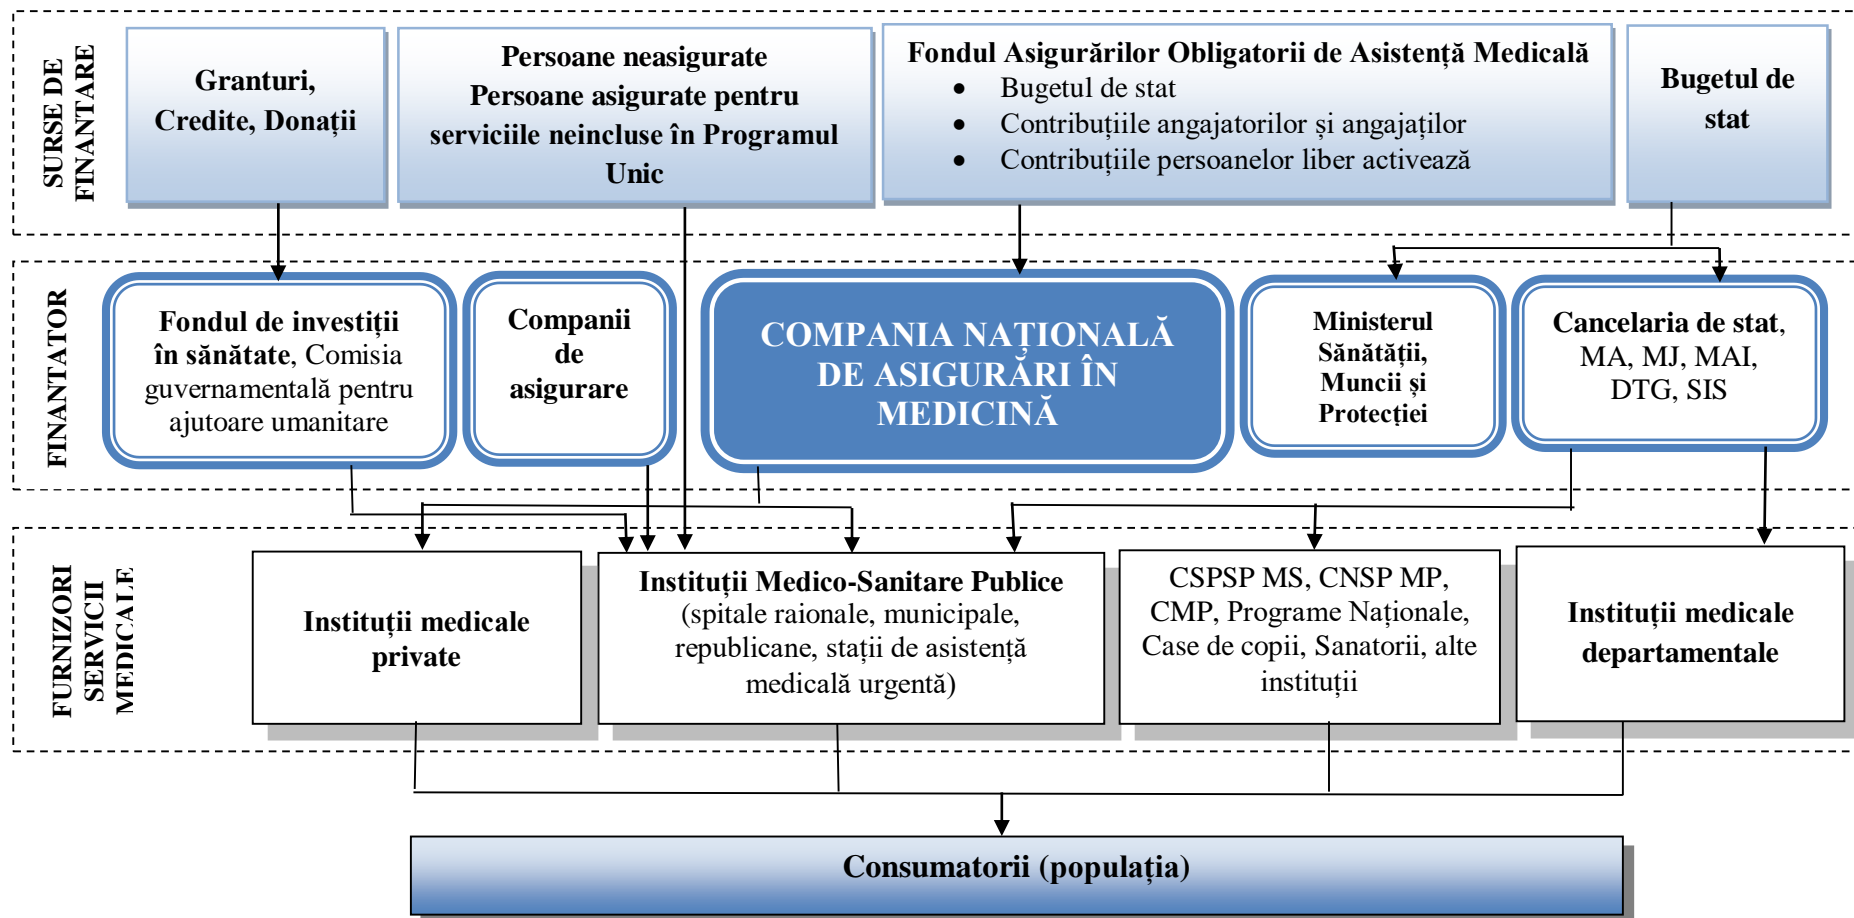 SURSE DE
FINANTARE
Granturi,
Credite, Donații
Persoane neasigurate
Persoane asigurate pentru
serviciile neincluse în Programul
Unic
Fondul Asigurărilor Obligatorii de Asistență Medicală
• Bugetul de stat
• Contribuțiile angajatorilor și angajaților
• Contribuțiile persoanelor liber activează
Bugetul de
stat
FINANTATOR
Fondul de investiții
în sănătate, Comisia
guvernamentală pentru
ajutoare umanitare
Companii
de
asigurare
COMPANIA NAȚIONALĂ
DE ASIGURĂRI ÎN
MEDICINĂ
Ministerul
Sănătății,
Muncii și
Protecției
Cancelaria de stat,
MA, MJ, MAI,
DTG, SIS
FURNIZORI
SERVICII
MEDICALE
Instituții medicale
private
Instituții Medico-Sanitare Publice
(spitale raionale, municipale,
republicane, stații de asistență
medicală urgentă)
CSPSP MS, CNSP MP,
CMP, Programe Naționale,
Case de copii, Sanatorii, alte
instituții
Instituții medicale
departamentale
Consumatorii (populația)